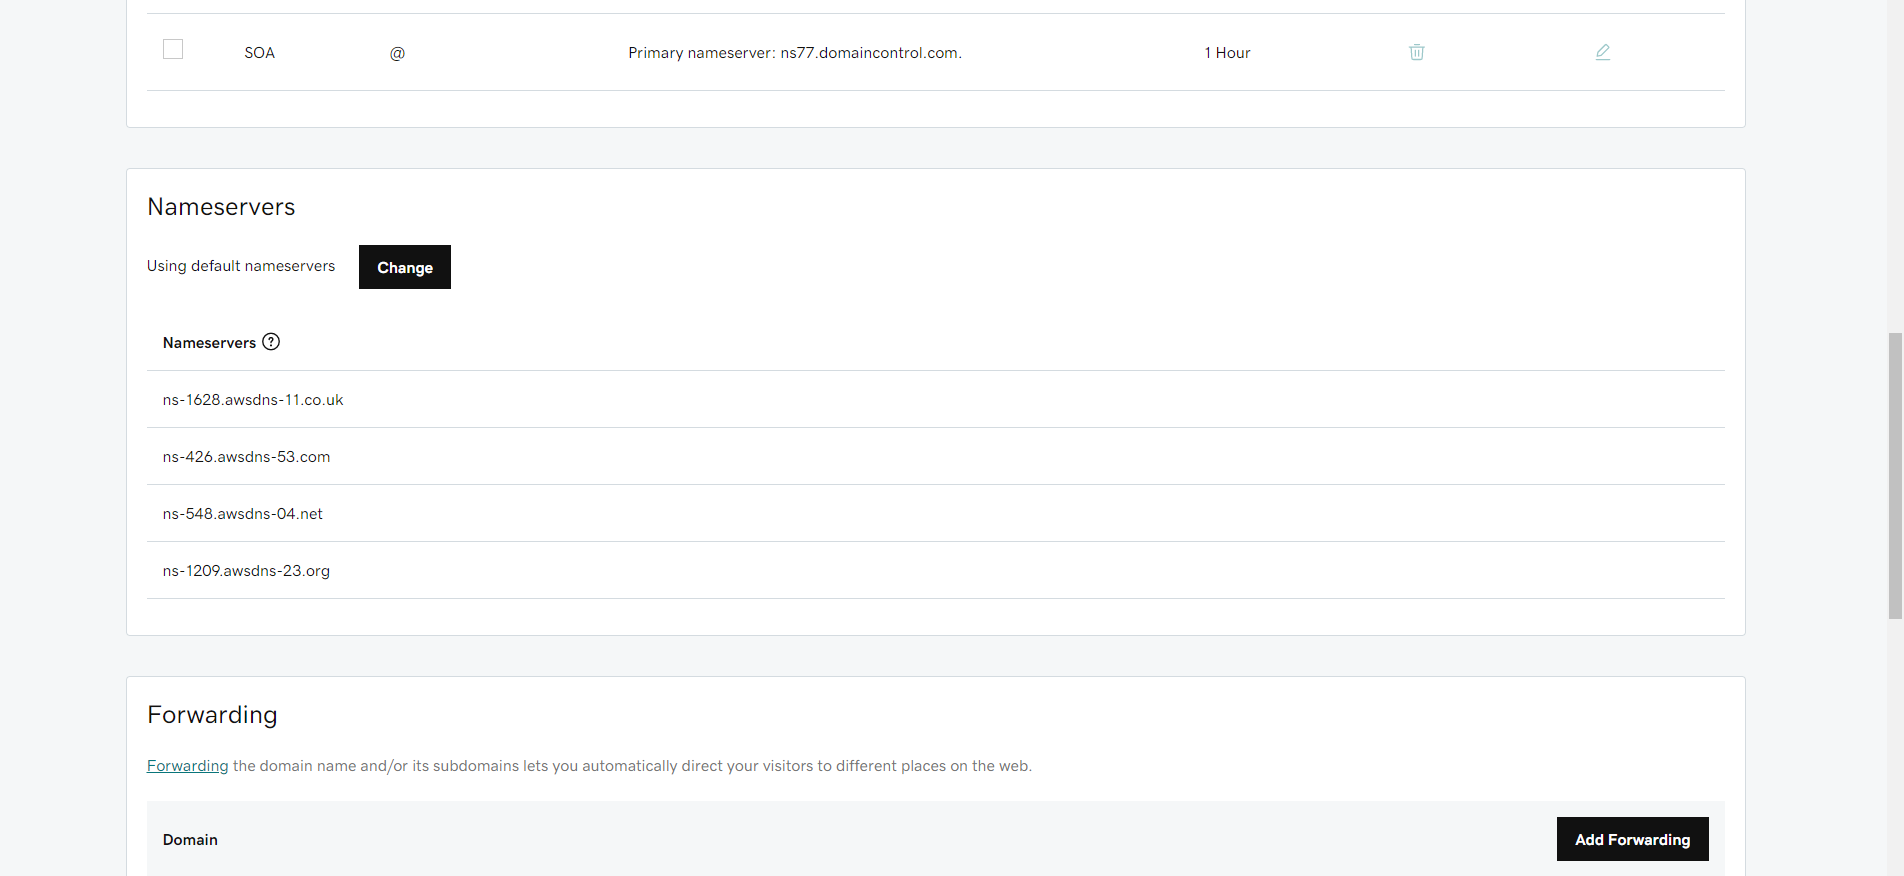 SOA @ Primary nameserver: ns77.domaincontrol.com. 1 Hour
Nameservers
Using default nameservers Change
Nameservers ?
ns-1628.awsdns-11.co.uk
ns-426.awsdns-53.com
ns-548.awsdns-04.net
ns-1209.awsdns-23.org
Forwarding
Forwarding the domain name and/or its subdomains lets you automatically direct your visitors to different places on the web.
Domain Add Forwarding